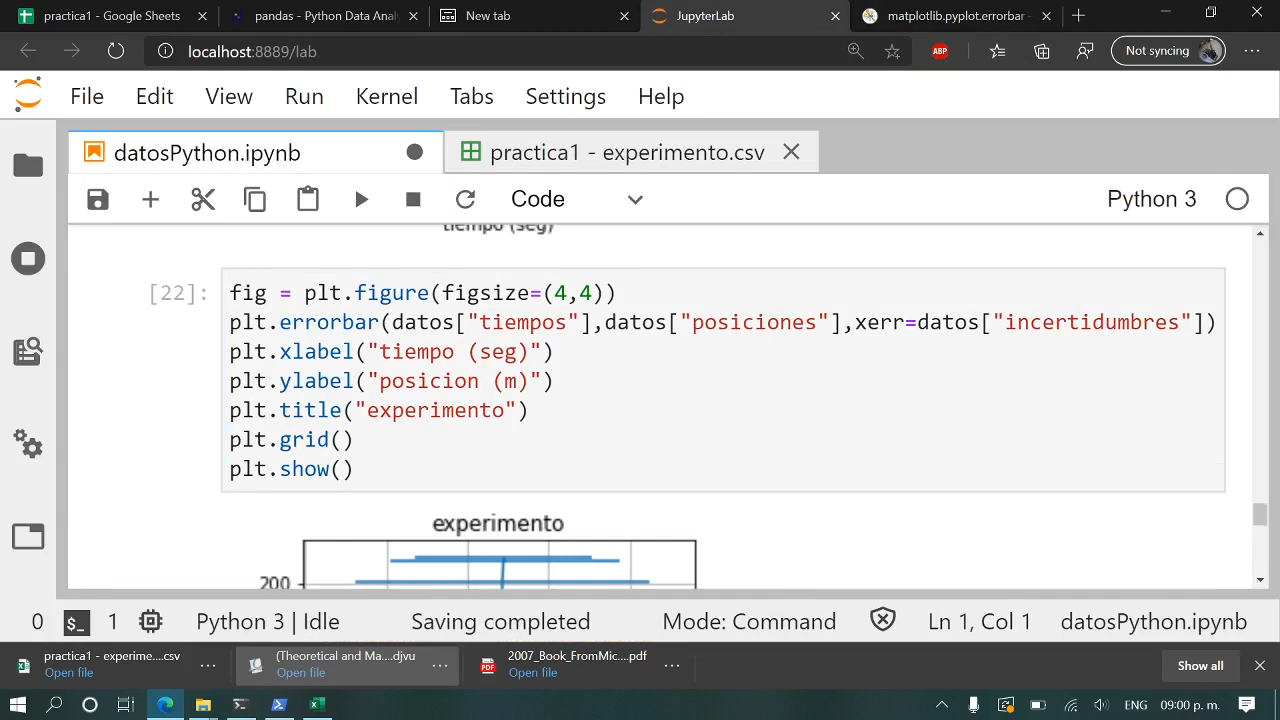 practica1 - Google Sheets
pandas - Python Data Anal
New tab
JupyterLab
matplotlib.pyplot.errorbar -
localhost:8889/lab
ABP
Not syncing
File Edit View Run Kernel Tabs Settings Help
datosPython.ipynb
practica1 - experimento.csv
Code
Python 3
tiempo (seg)
[22]:
fig = plt.figure(figsize=(4,4))
plt.errorbar(datos["tiempos"],datos["posiciones"],xerr=datos["incertidumbres"])
plt.xlabel("tiempo (seg)")
plt.ylabel("posicion (m)")
plt.title("experimento")
plt.grid()
plt.show()
experimento
200
0 $_ 1 Python 3 | Idle Saving completed Mode: Command Ln 1, Col 1 datosPython.ipynb
practica1 - experime....csv
Open file
(Theoretical and Ma....djvu
Open file
PDF
2007_Book_FromMic....pdf
Open file
Show all
ENG 09:00 p. m.